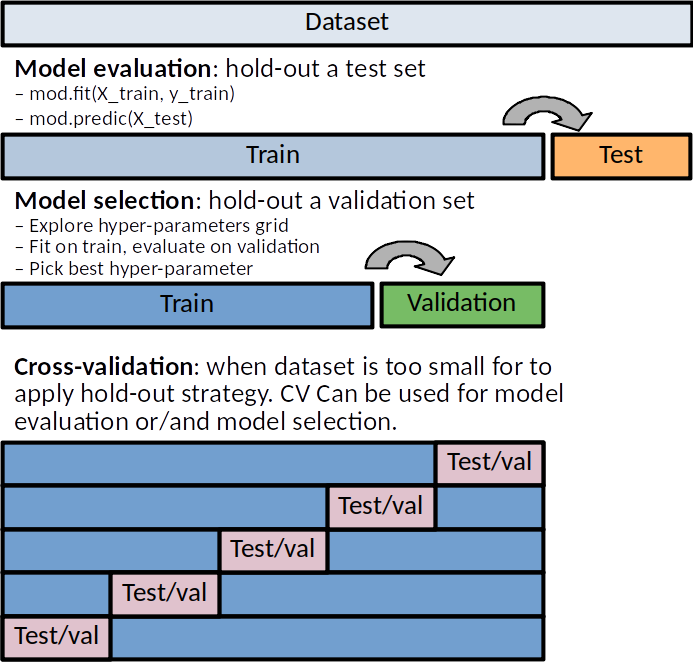 Dataset
Model evaluation: hold-out a test set
– mod.fit(X_train, y_train)
– mod.predic(X_test)
Train
Test
Model selection: hold-out a validation set
– Explore hyper-parameters grid
– Fit on train, evaluate on validation
– Pick best hyper-parameter
Train
Validation
Cross-validation: when dataset is too small for to
apply hold-out strategy. CV Can be used for model
evaluation or/and model selection.
Test/val
Test/val
Test/val
Test/val
Test/val